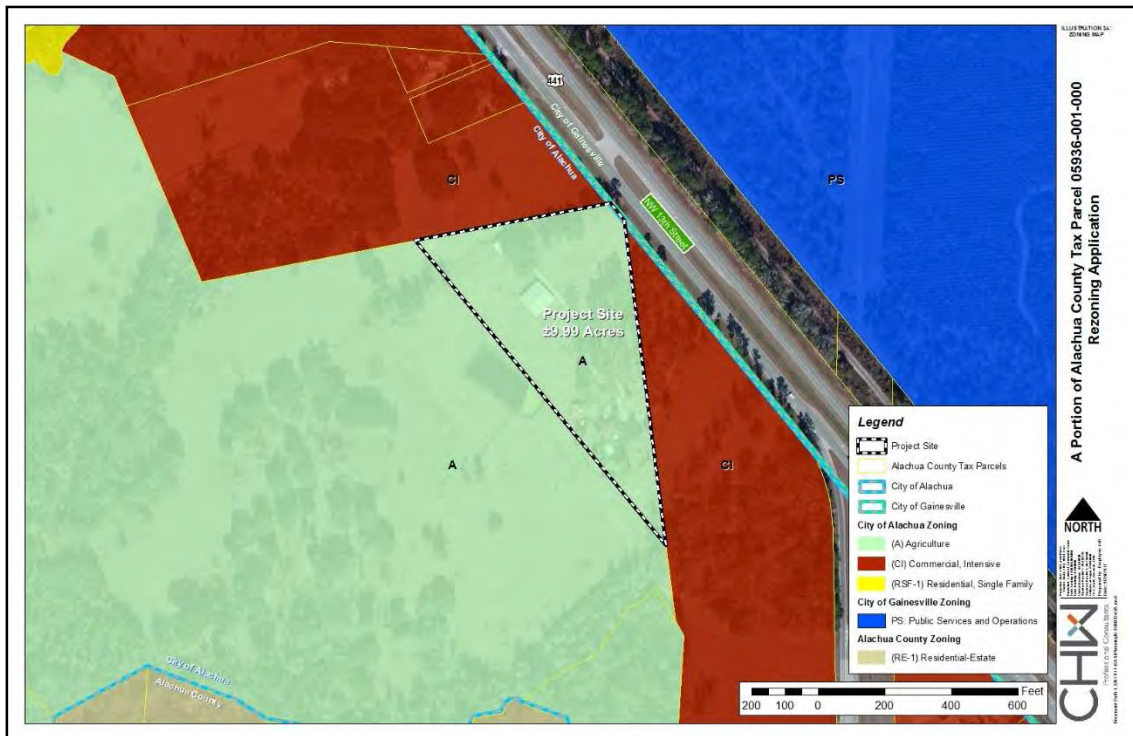 ILLUSTRATION 3A:
ZONING MAP
A Portion of Alachua County Tax Parcel 05936-001-000
Rezoning Application
441
City of Gainesville
City of Alachua
CI
PS
NW 13th Street
Project Site
±9.99 Acres
A
A
CI
City of Alachua
Alachua County
Legend
Project Site
Alachua County Tax Parcels
City of Alachua
City of Gainesville
City of Alachua Zoning
(A) Agriculture
(CI) Commercial, Intensive
(RSF-1) Residential, Single Family
City of Gainesville Zoning
PS: Public Services and Operations
Alachua County Zoning
(RE-1) Residential-Estate
200 100 0 200 400 600 Feet
NORTH
CHW
Professional Consultants